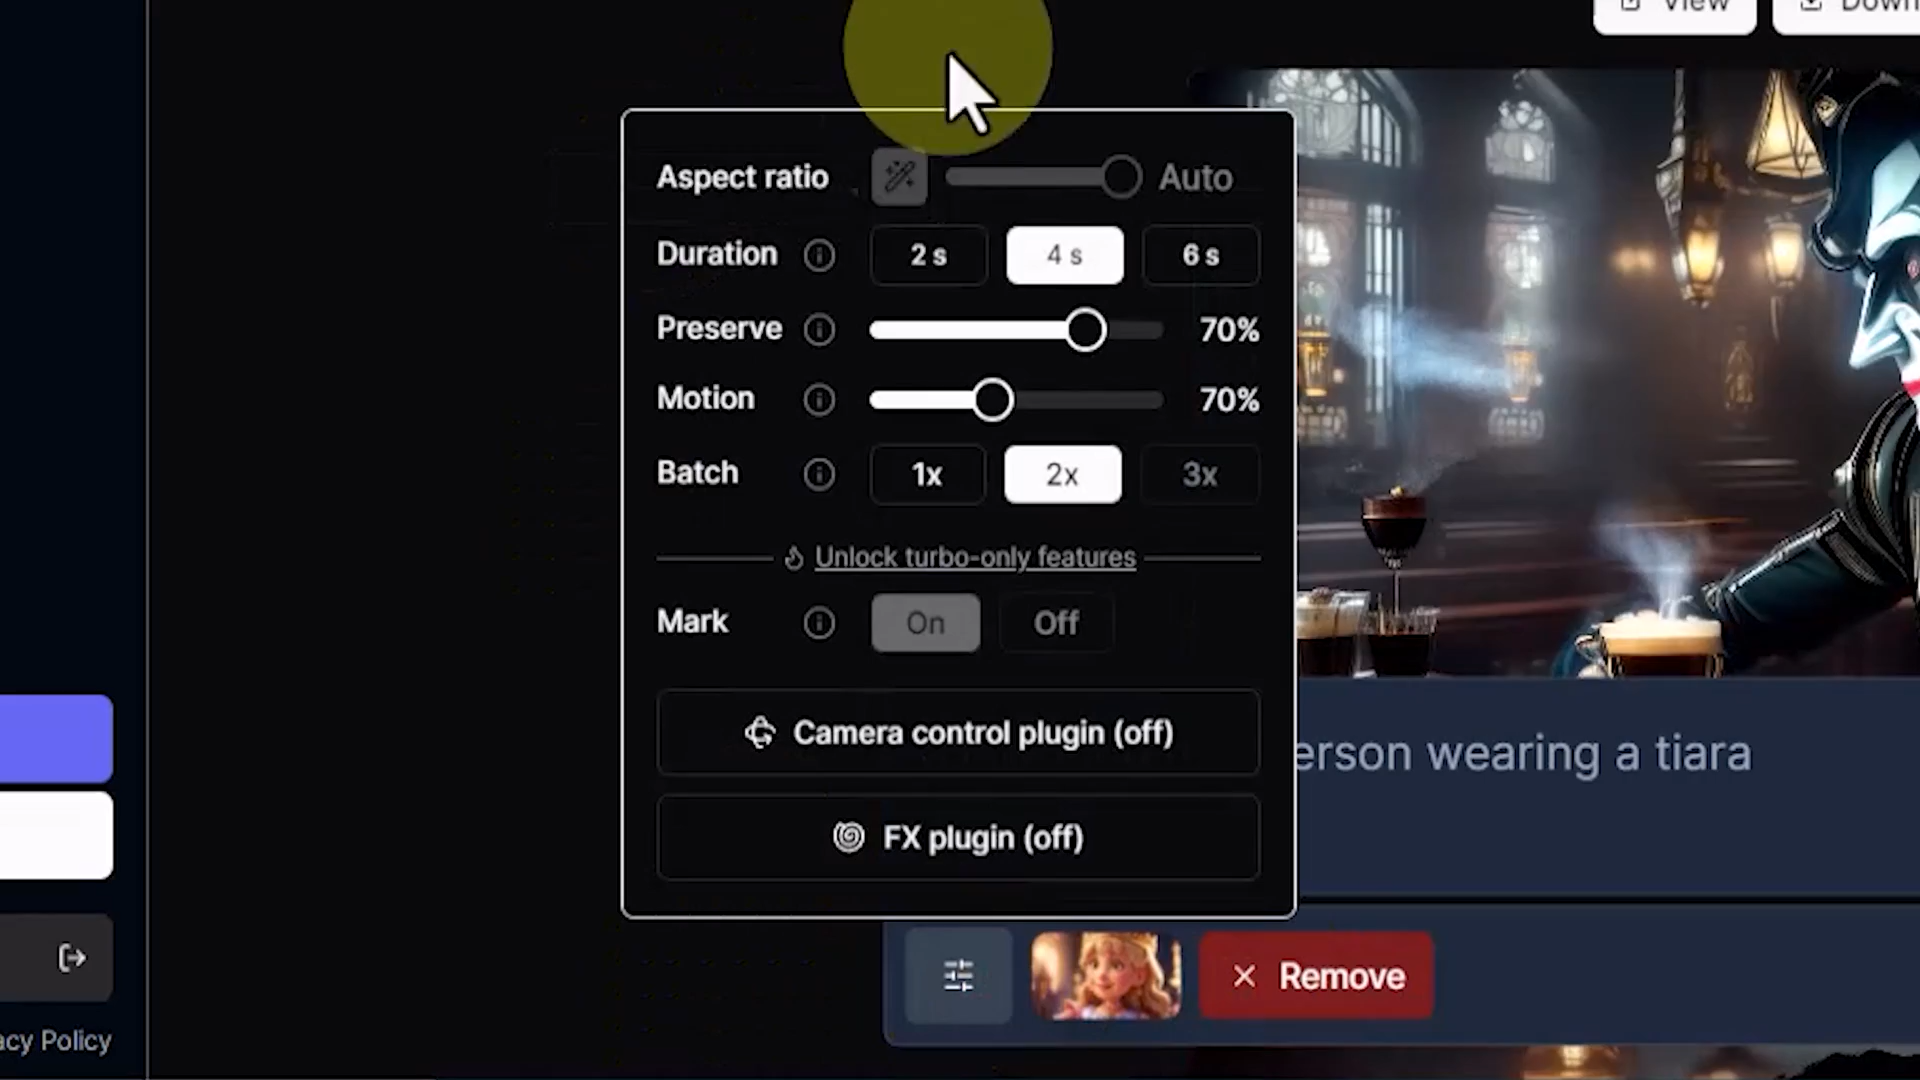 View
Aspect ratio Auto
Duration 2 s 4 s 6 s
Preserve 70%
Motion 70%
Batch 1x 2x 3x
Unlock turbo-only features
Mark On Off
Camera control plugin (off)
erson wearing a tiara
FX plugin (off)
Remove
acy Policy